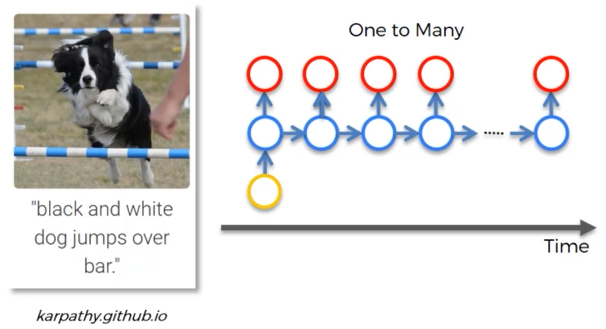 One to Many
"black and white
dog jumps over
bar."
.....
Time
karpathy.github.io